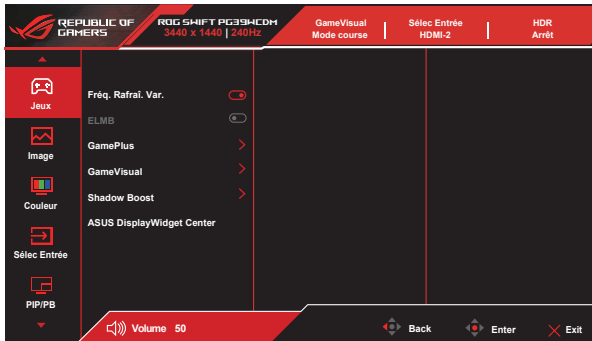 REPUBLIC OF
GAMERS
ROG SWIFT PG39WCDM
3440 x 1440 | 240Hz
GameVisual
Mode course
Sélec Entrée
HDMI-2
HDR
Arrêt
Jeux
Image
Couleur
Sélec Entrée
PIP/PB
Fréq. Rafraî. Var.
ELMB
GamePlus
GameVisual
Shadow Boost
ASUS DisplayWidget Center
Volume 50
Back
Enter
Exit